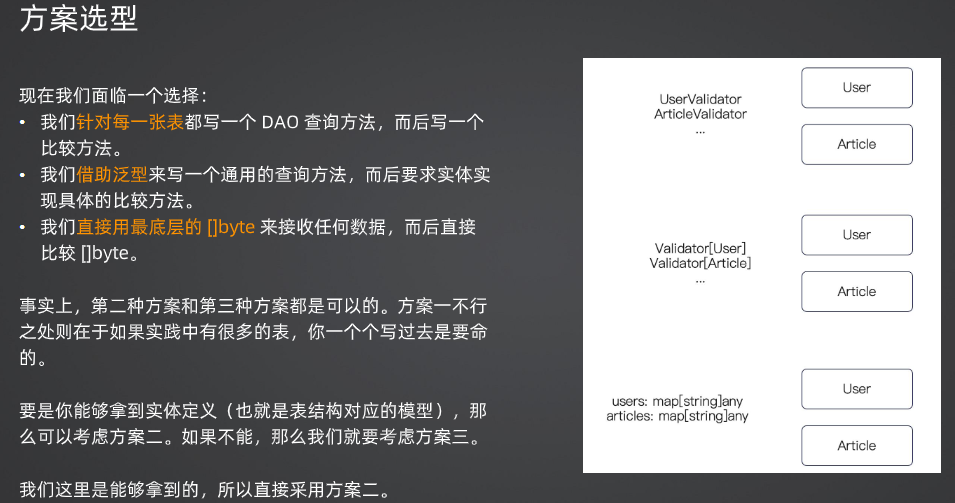 方案选型
现在我们面临一个选择：
• 我们针对每一张表都写一个 DAO 查询方法，而后写一个
比较方法。
• 我们借助泛型来写一个通用的查询方法，而后要求实体实
现具体的比较方法。
• 我们直接用最底层的 []byte 来接收任何数据，而后直接
比较 []byte。
事实上，第二种方案和第三种方案都是可以的。方案一不行
之处则在于如果实践中有很多的表，你一个个写过去是要命
的。
要是你能够拿到实体定义（也就是表结构对应的模型），那
么可以考虑方案二。如果不能，那么我们就要考虑方案三。
我们这里是能够拿到的，所以直接采用方案二。
UserValidator
ArticleValidator
...
User
Article
Validator[User]
Validator[Article]
...
User
Article
users: map[string]any
articles: map[string]any
User
Article